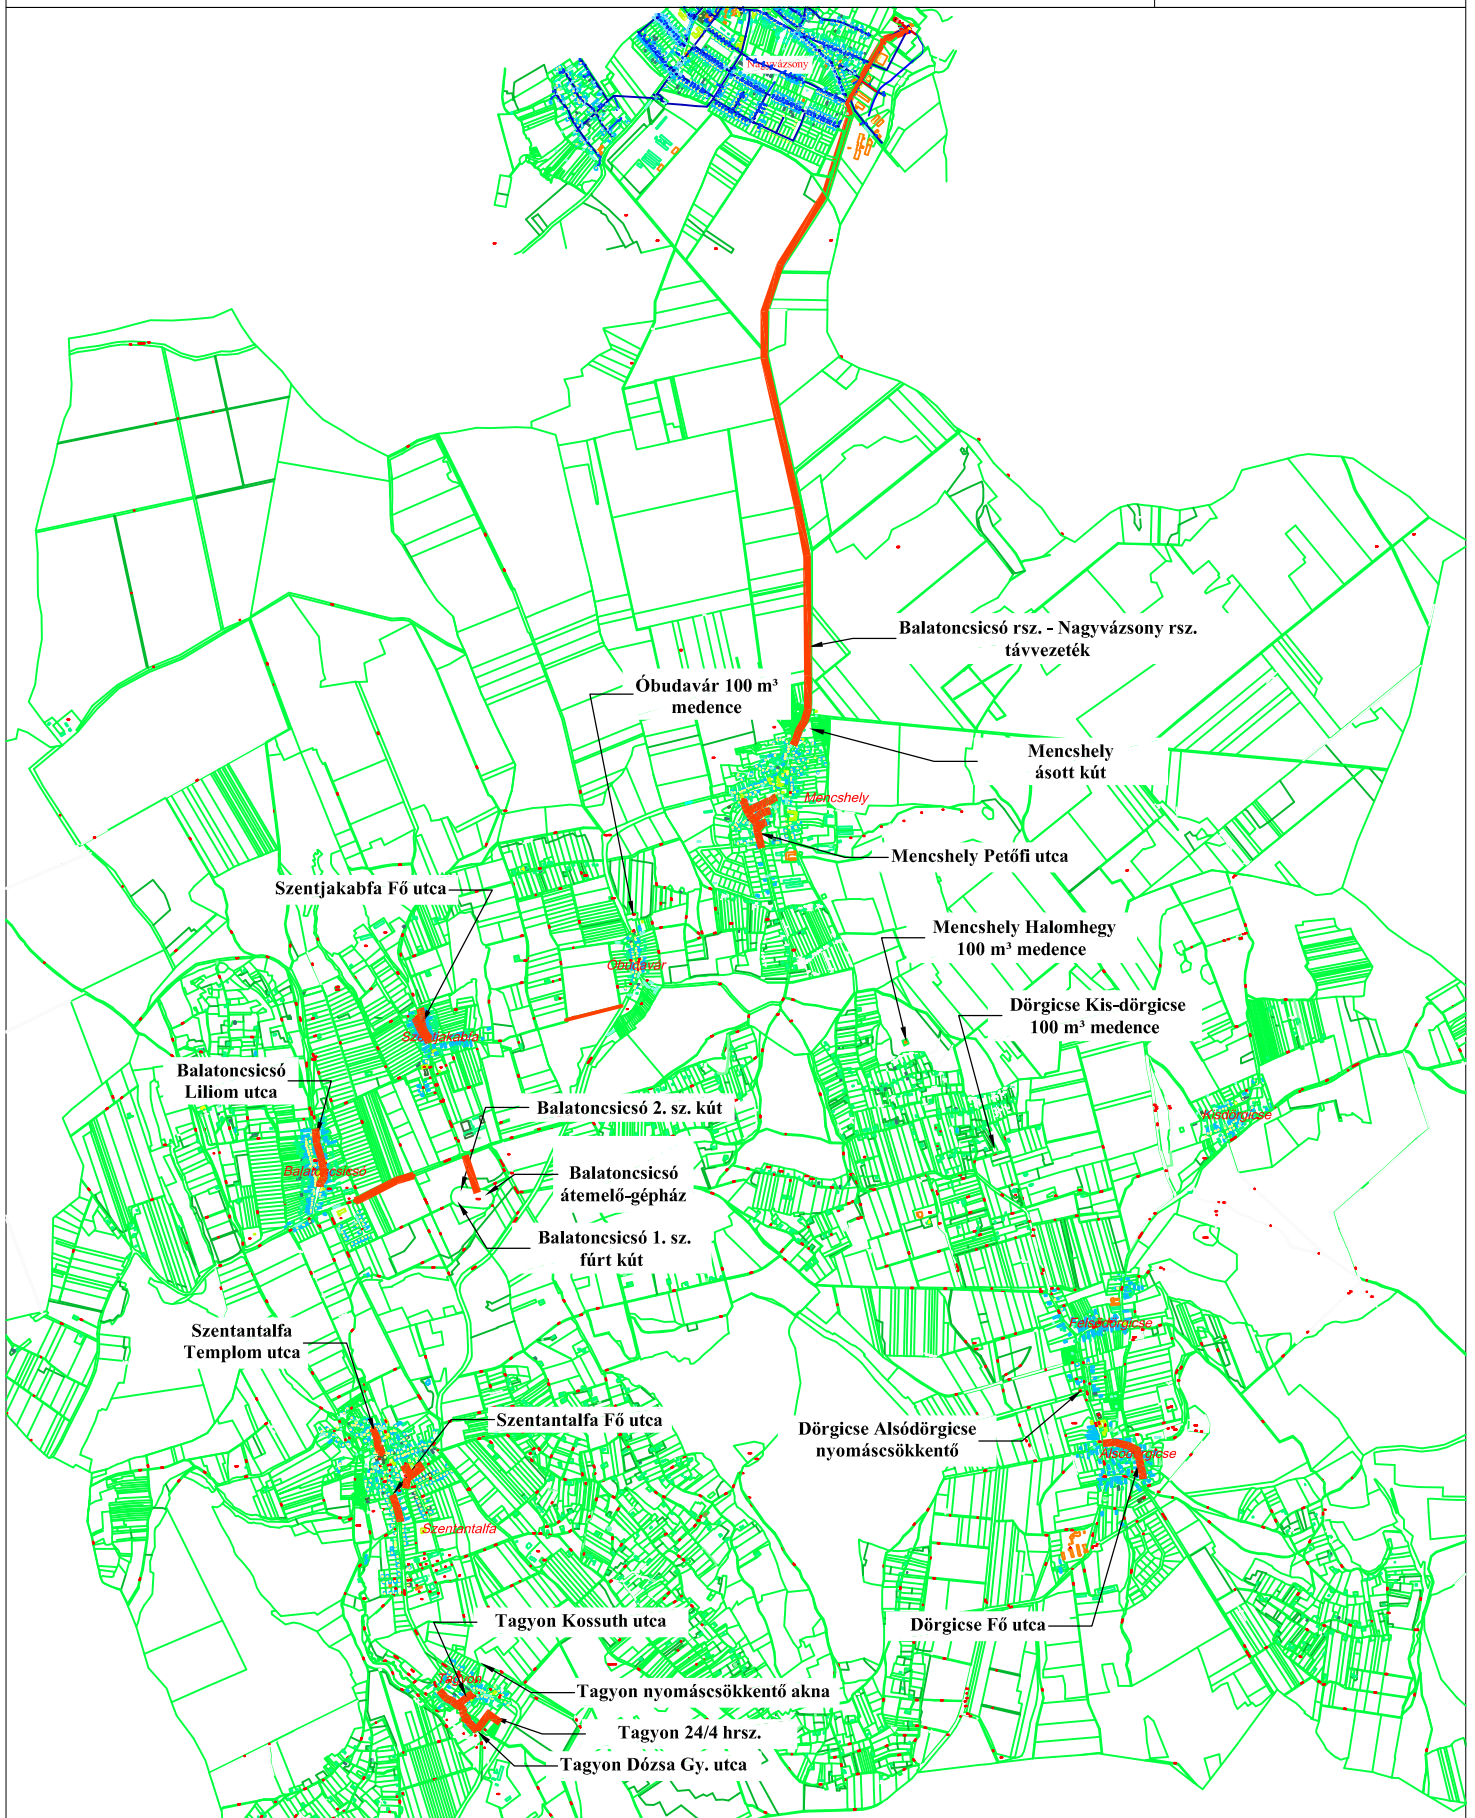 Nagyvázsony
Balatoncsicsó rsz. - Nagyvázsony rsz.
távvezeték
Óbudavár 100 m³
medence
Mencshely
ásott kút
Mencshely
Mencshely Petőfi utca
Szentjakabfa Fő utca
Mencshely Halomhegy
100 m³ medence
Óbudavár
Dörgicse Kis-dörgicse
100 m³ medence
Szentjakabfa
Balatoncsicsó
Liliom utca
Balatoncsicsó 2. sz. kút
Kisdörgicse
Balatoncsicsó
Balatoncsicsó
átemelő-gépház
Balatoncsicsó 1. sz.
fúrt kút
Szentantalfa
Templom utca
Felsődörgicse
Szentantalfa Fő utca
Dörgicse Alsódörgicse
nyomáscsökkentő
Alsódörgicse
Szentantalfa
Tagyon Kossuth utca
Dörgicse Fő utca
Tagyon
Tagyon nyomáscsökkentő akna
Tagyon 24/4 hrsz.
Tagyon Dózsa Gy. utca